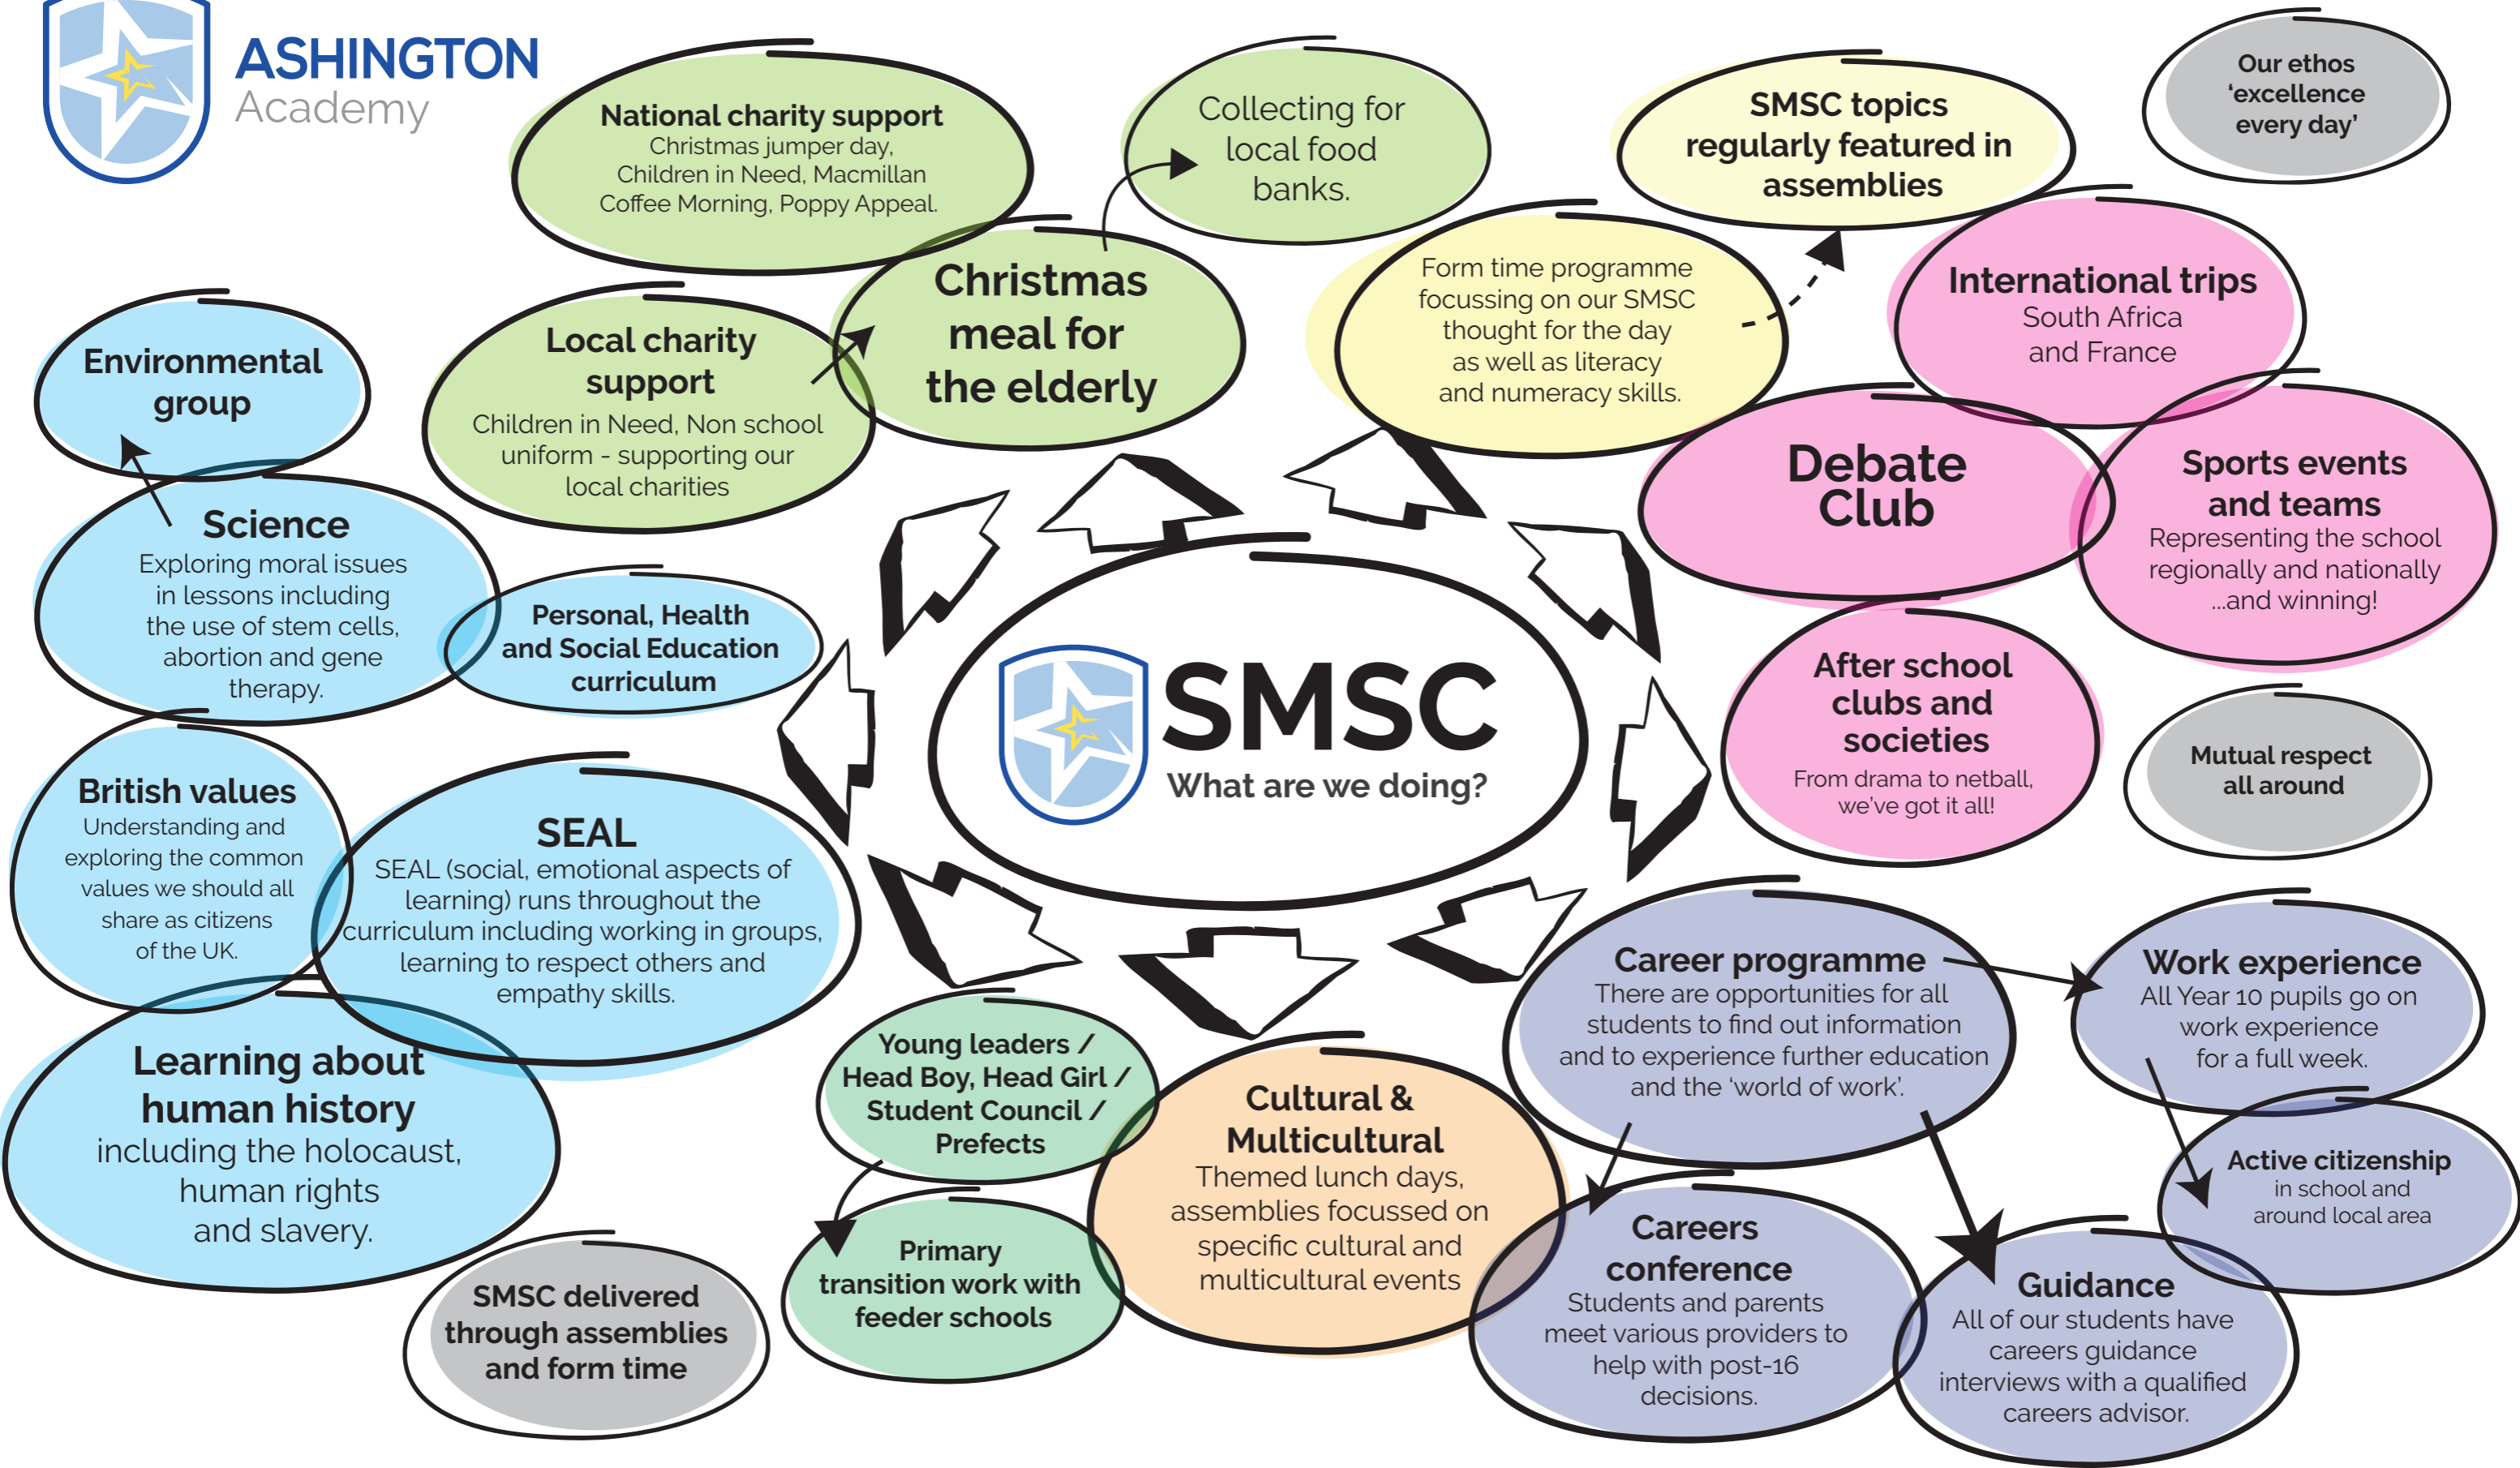 ASHINGTON
Academy
National charity support
Christmas jumper day,
Children in Need, Macmillan
Coffee Morning, Poppy Appeal.
Collecting for
local food
banks.
SMSC topics
regularly featured in
assemblies
Our ethos
‘excellence
every day’
Christmas
meal for
the elderly
Form time programme
focussing on our SMSC
thought for the day
as well as literacy
and numeracy skills.
International trips
South Africa
and France
Environmental
group
Local charity
support
Children in Need, Non school
uniform - supporting our
local charities
Debate
Club
Sports events
and teams
Representing the school
regionally and nationally
...and winning!
Science
Exploring moral issues
in lessons including
the use of stem cells,
abortion and gene
therapy.
Personal, Health
and Social Education
curriculum
SMSC
What are we doing?
After school
clubs and
societies
From drama to netball,
we’ve got it all!
Mutual respect
all around
British values
Understanding and
exploring the common
values we should all
share as citizens
of the UK.
SEAL
SEAL (social, emotional aspects of
learning) runs throughout the
curriculum including working in groups,
learning to respect others and
empathy skills.
Career programme
There are opportunities for all
students to find out information
and to experience further education
and the ‘world of work’.
Work experience
All Year 10 pupils go on
work experience
for a full week.
Learning about
human history
including the holocaust,
human rights
and slavery.
Young leaders /
Head Boy, Head Girl /
Student Council /
Prefects
Cultural &
Multicultural
Themed lunch days,
assemblies focussed on
specific cultural and
multicultural events
Active citizenship
in school and
around local area
SMSC delivered
through assemblies
and form time
Primary
transition work with
feeder schools
Careers
conference
Students and parents
meet various providers to
help with post-16
decisions.
Guidance
All of our students have
careers guidance
interviews with a qualified
careers advisor.